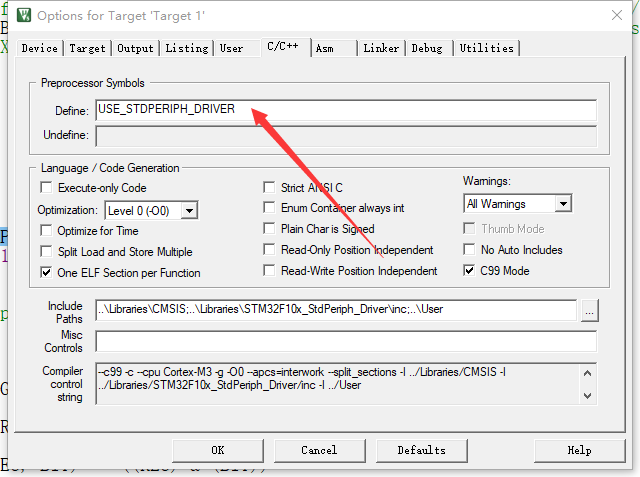 Options for Target 'Target 1'
Device Target Output Listing User C/C++ Asm Linker Debug Utilities
Preprocessor Symbols
Define: USE_STDPERIPH_DRIVER
Undefine:
Language / Code Generation
Execute-only Code
Optimization: Level 0 (-O0)
Optimize for Time
Split Load and Store Multiple
One ELF Section per Function
Strict ANSI C
Enum Container always int
Plain Char is Signed
Read-Only Position Independent
Read-Write Position Independent
Warnings:
All Warnings
Thumb Mode
No Auto Includes
C99 Mode
Include Paths
..\Libraries\CMSIS;..\Libraries\STM32F10x_StdPeriph_Driver\inc;..\User
...
Misc Controls
Compiler control string
--c99 -c --cpu Cortex-M3 -g -O0 --apcs=interwork --split_sections -I ../Libraries/CMSIS -I
../Libraries/STM32F10x_StdPeriph_Driver/inc -I ../User
OK Cancel Defaults Help